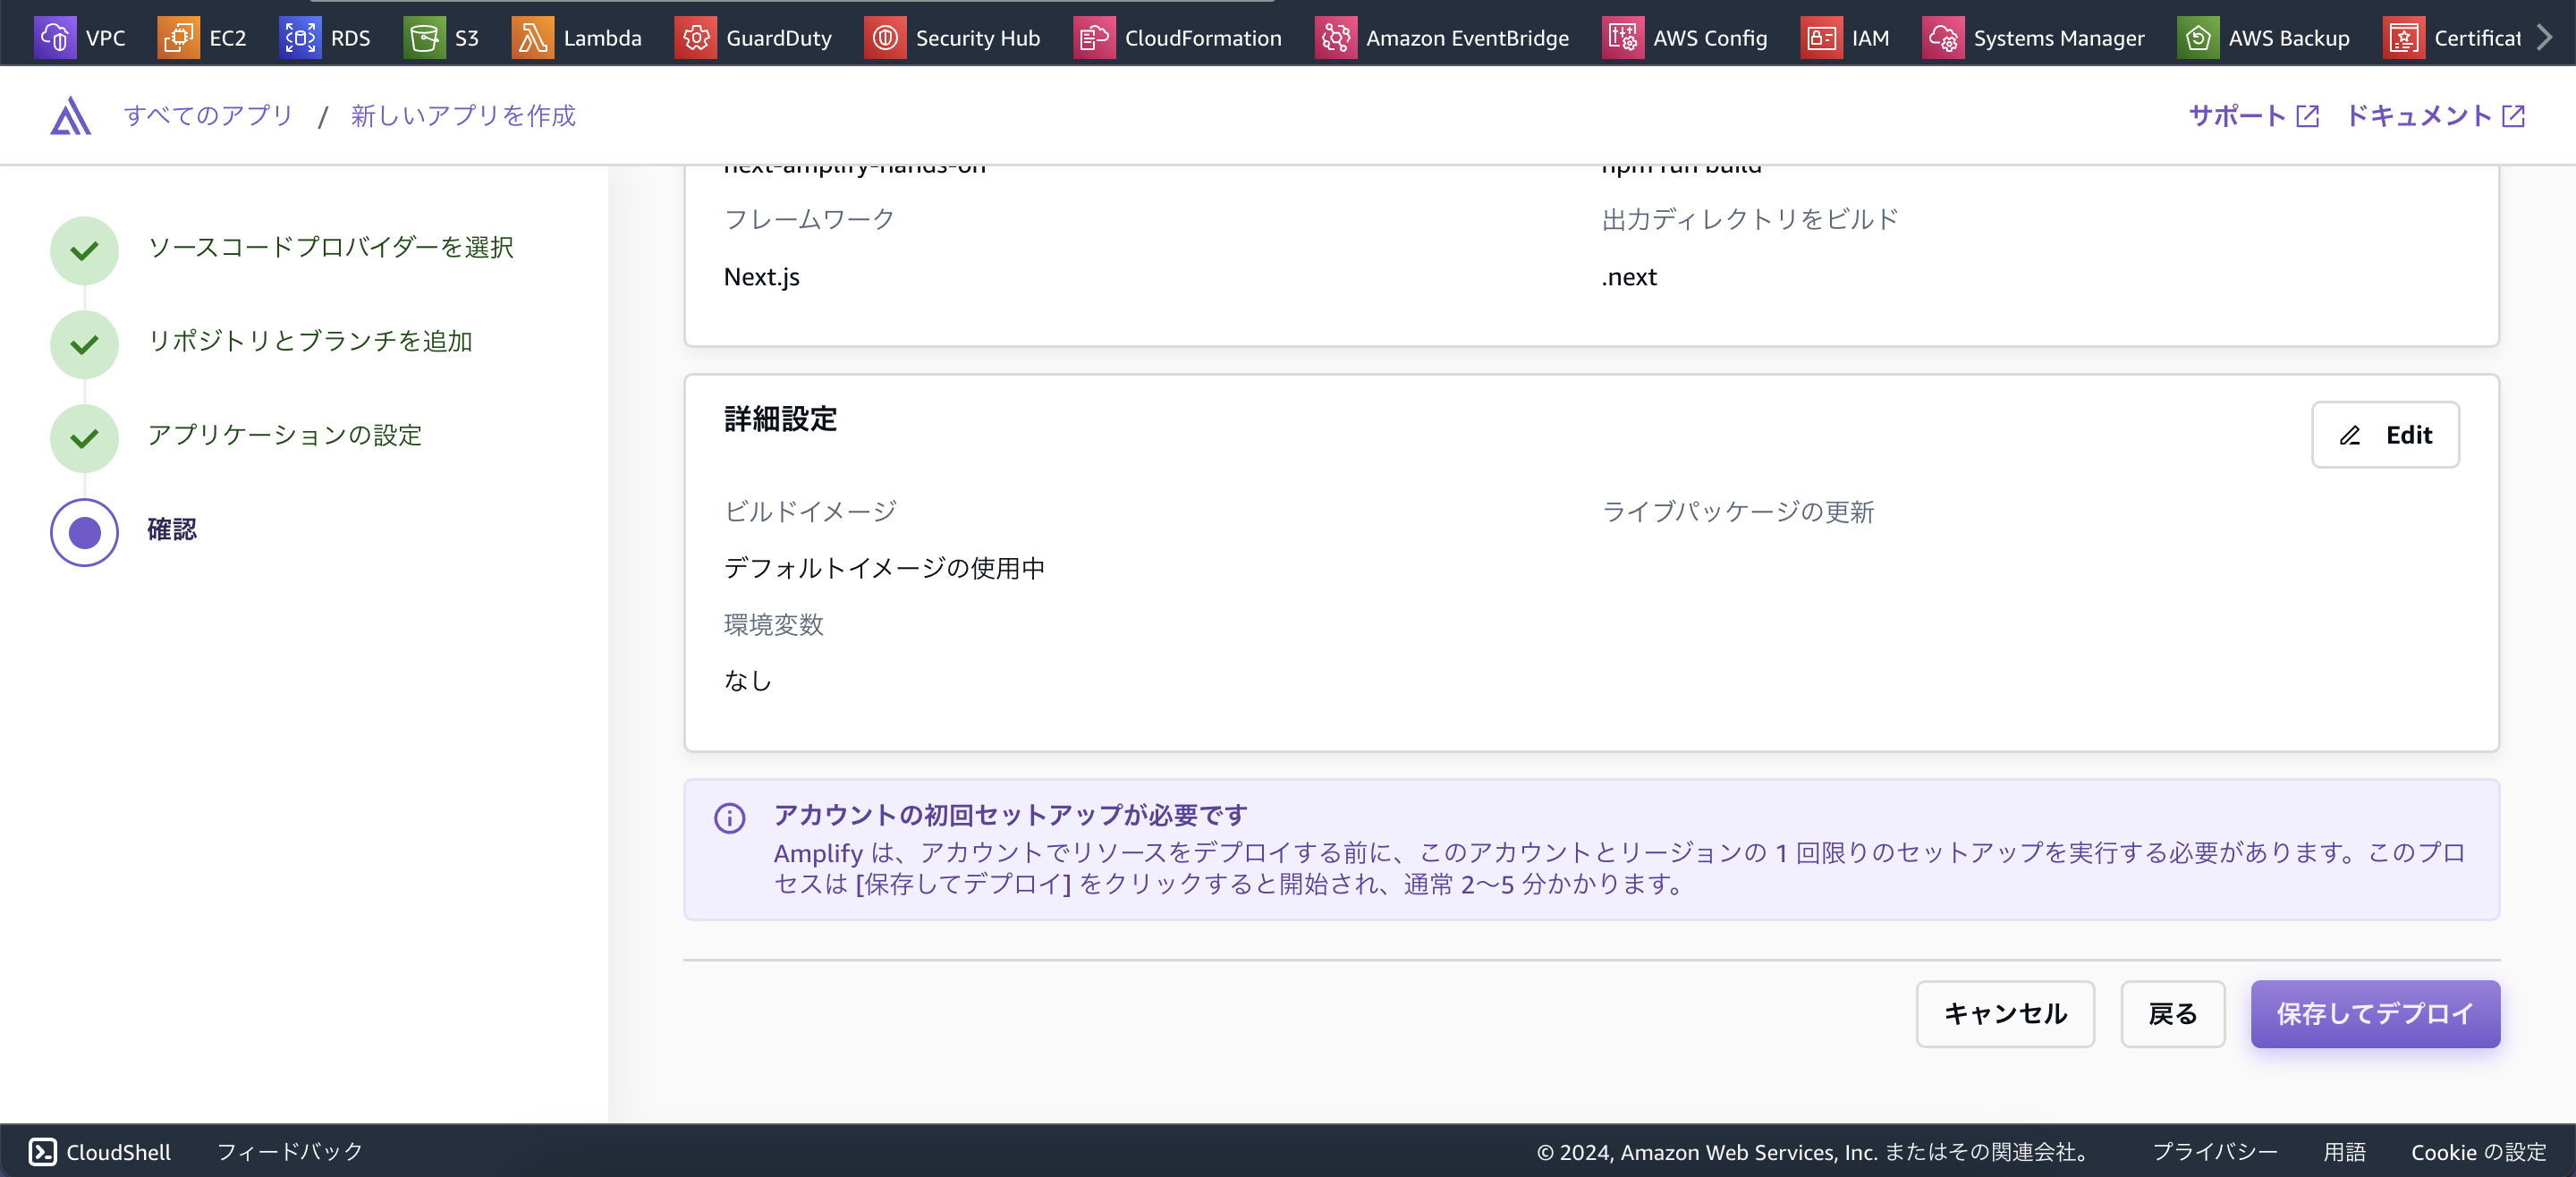 VPC EC2 RDS S3 Lambda GuardDuty Security Hub CloudFormation Amazon EventBridge AWS Config IAM Systems Manager AWS Backup Certificat
すべてのアプリ / 新しいアプリを作成
サポート ドキュメント
ソースコードプロバイダーを選択
リポジトリとブランチを追加
アプリケーションの設定
確認
next-amplify-hands-on
npm run build
フレームワーク
出力ディレクトリをビルド
Next.js
.next
詳細設定
Edit
ビルドイメージ
ライブパッケージの更新
デフォルトイメージの使用中
環境変数
なし
アカウントの初回セットアップが必要です
Amplify は、アカウントでリソースをデプロイする前に、このアカウントとリージョンの 1 回限りのセットアップを実行する必要があります。このプロ
セスは [保存してデプロイ] をクリックすると開始され、通常 2〜5 分かかります。
キャンセル 戻る 保存してデプロイ
CloudShell フィードバック © 2024, Amazon Web Services, Inc. またはその関連会社。 プライバシー 用語 Cookie の設定